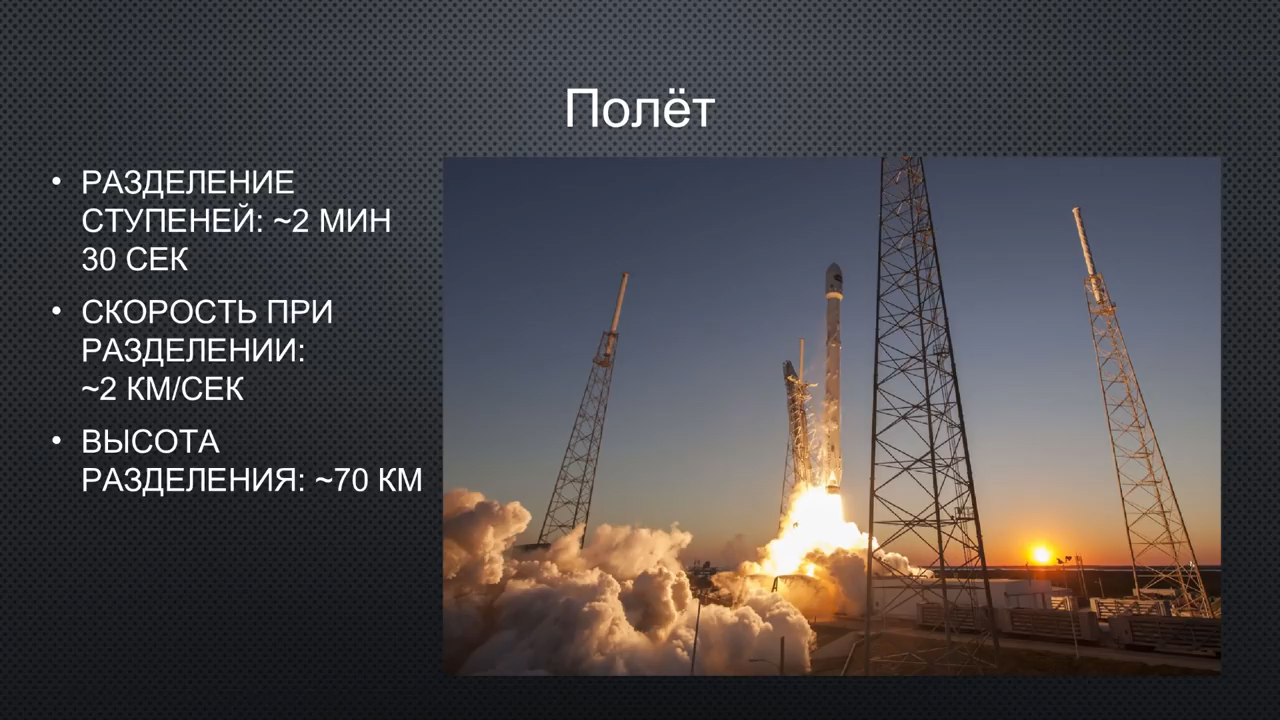 Полёт
• РАЗДЕЛЕНИЕ
СТУПЕНЕЙ: ~2 МИН
30 СЕК
• СКОРОСТЬ ПРИ
РАЗДЕЛЕНИИ:
~2 КМ/СЕК
• ВЫСОТА
РАЗДЕЛЕНИЯ: ~70 КМ